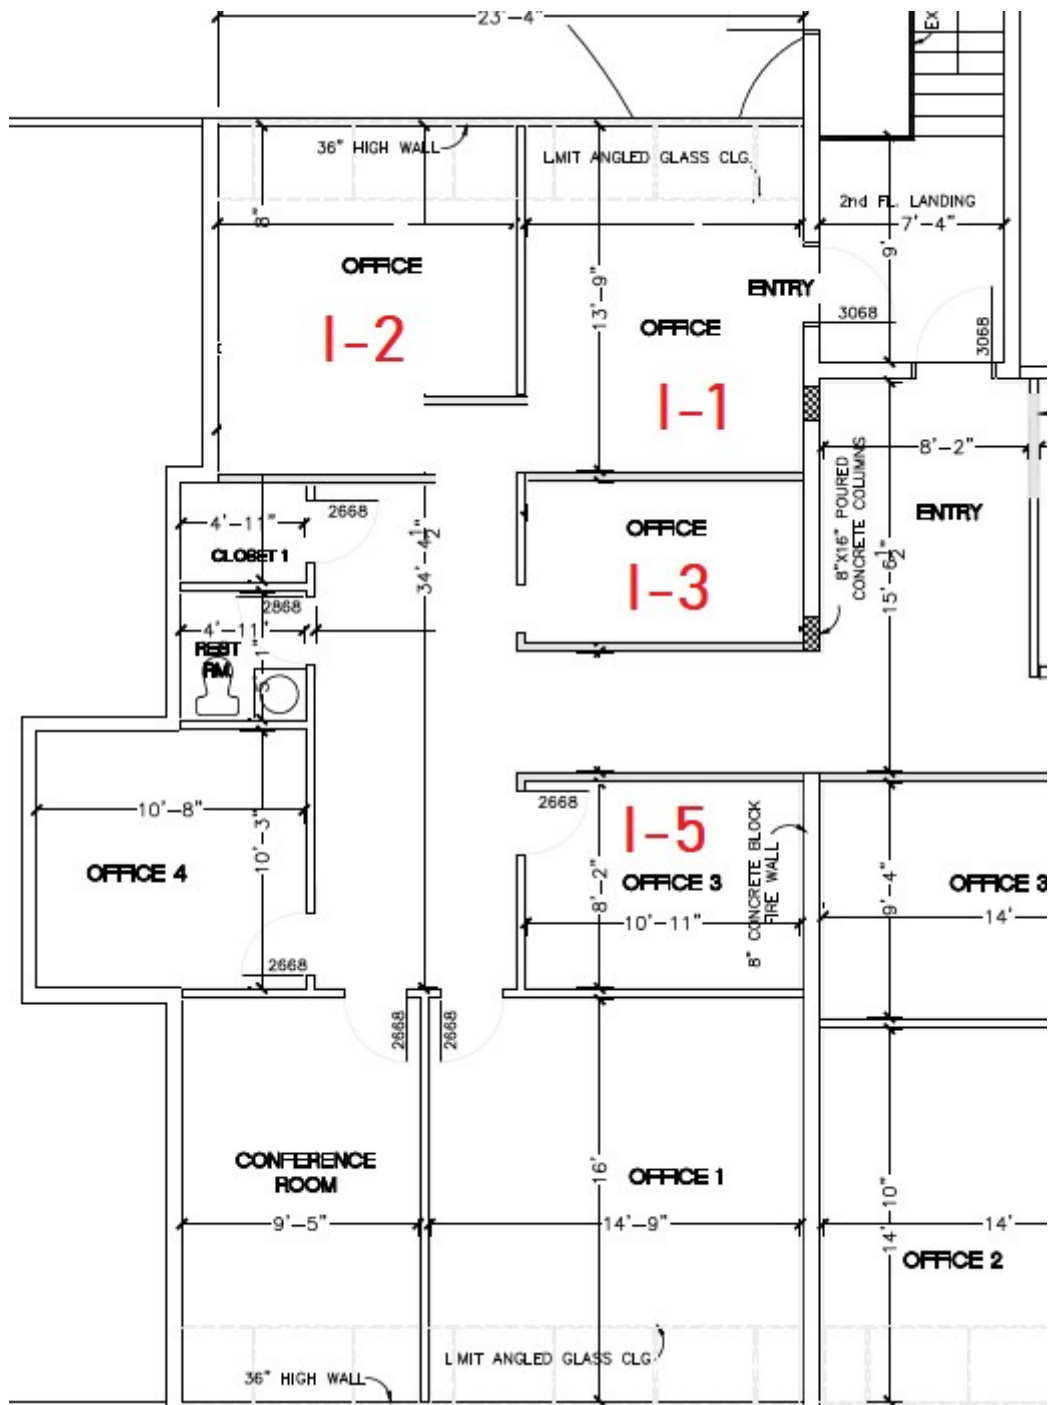 23'-4"
EX
36" HIGH WALL
LMIT ANGLED GLASS CLG.
2nd FL. LANDING
7'-4"
8"
9'
OFFICE
13'-9"
ENTRY
OFFICE
3068
3068
I-2
I-1
8'-2"
8"X16" POURED
CONCRETE COLUMNS
2668
4'-11"
CLOSET 1
34'-4 1/2"
OFFICE
ENTRY
I-3
15'-6 1/2"
2868
4'-11"
REST
RM.
10'-8"
10'-3"
OFFICE 4
2668
I-5
8'-2"
OFFICE 3
10'-11"
8" CONCRETE BLOCK
FIRE WALL
9'-4"
OFFICE 3
14'
2668
2668
2668
CONFERENCE
ROOM
9'-5"
16'
OFFICE 1
14'-9"
14'-10"
14'
OFFICE 2
LMIT ANGLED GLASS CLG.
36" HIGH WALL